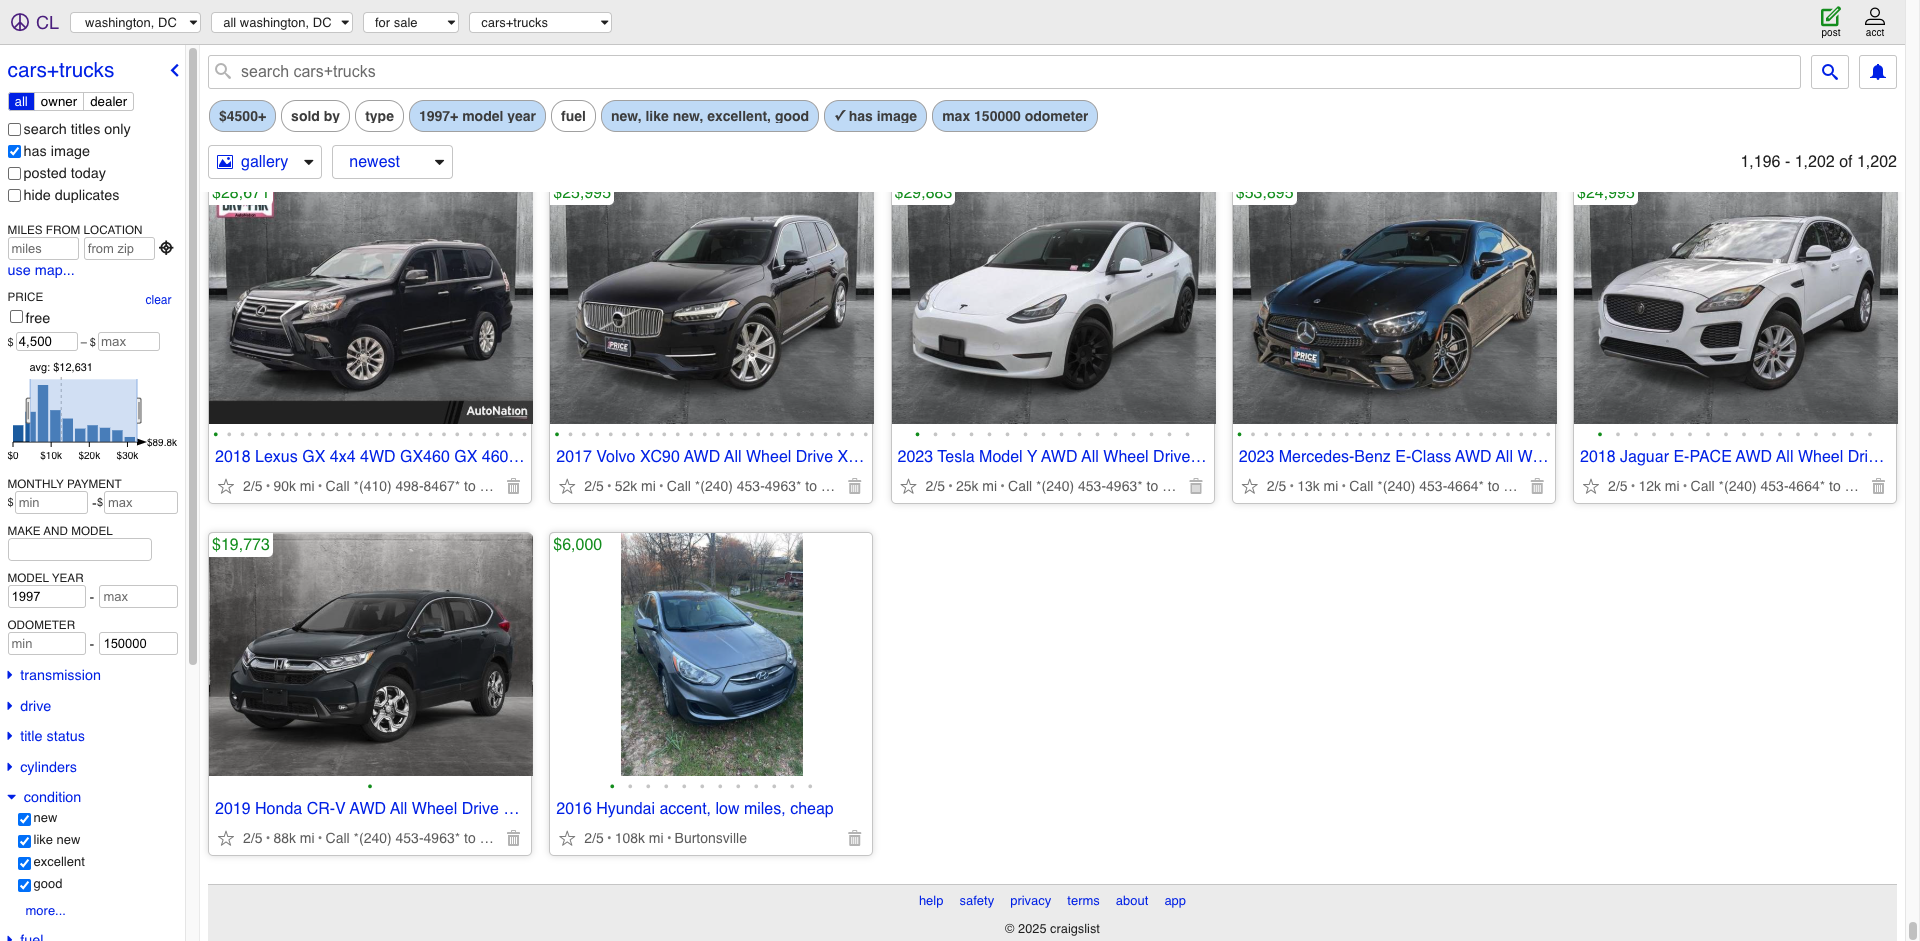 CL
washington, DC
all washington, DC
for sale
cars+trucks
post
acct
cars+trucks
all
owner
dealer
search titles only
has image
posted today
hide duplicates
MILES FROM LOCATION
miles
from zip
use map...
PRICE
clear
free
$ 4,500 – $ max
avg: $12,631
$89.8k
$0 $10k $20k $30k
MONTHLY PAYMENT
$ min -$ max
MAKE AND MODEL
MODEL YEAR
1997 - max
ODOMETER
min - 150000
transmission
drive
title status
cylinders
condition
new
like new
excellent
good
more...
fuel
search cars+trucks
$4500+
sold by
type
1997+ model year
fuel
new, like new, excellent, good
✓ has image
max 150000 odometer
gallery
newest
1,196 - 1,202 of 1,202
$28,671
AutoNation
2018 Lexus GX 4x4 4WD GX460 GX 460...
2/5 • 90k mi • Call *(410) 498-8467* to ...
$25,995
PRICE
2017 Volvo XC90 AWD All Wheel Drive X...
2/5 • 52k mi • Call *(240) 453-4963* to ...
$29,883
2023 Tesla Model Y AWD All Wheel Drive...
2/5 • 25k mi • Call *(240) 453-4963* to ...
$53,895
PRICE
2023 Mercedes-Benz E-Class AWD All W...
2/5 • 13k mi • Call *(240) 453-4664* to ...
$24,995
2018 Jaguar E-PACE AWD All Wheel Dri...
2/5 • 12k mi • Call *(240) 453-4664* to ...
$19,773
2019 Honda CR-V AWD All Wheel Drive ...
2/5 • 88k mi • Call *(240) 453-4963* to ...
$6,000
2016 Hyundai accent, low miles, cheap
2/5 • 108k mi • Burtonsville
help safety privacy terms about app
© 2025 craigslist